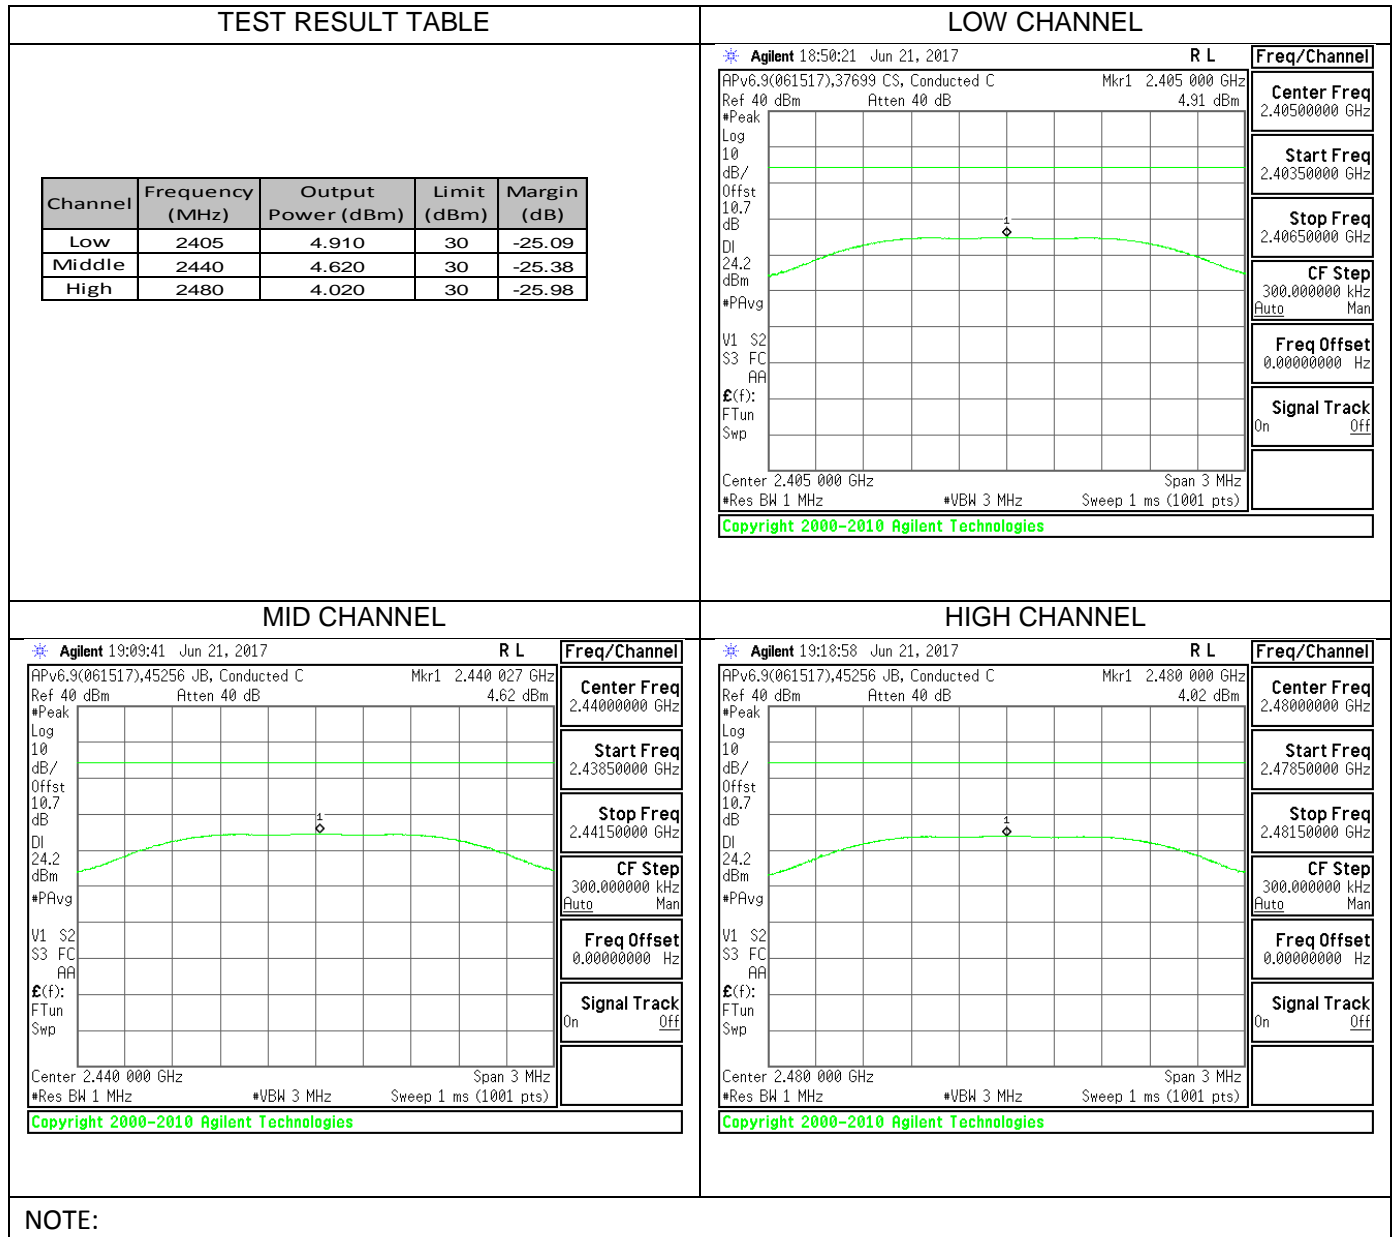 TEST RESULT TABLE
Channel Frequency (MHz) Output Power (dBm) Limit (dBm) Margin (dB)
Low 2405 4.910 30 -25.09
Middle 2440 4.620 30 -25.38
High 2480 4.020 30 -25.98
LOW CHANNEL
Agilent 18:50:21 Jun 21, 2017 R L Freq/Channel
APv6.9(061517),37699 CS, Conducted C Mkr1 2.405 000 GHz
Ref 40 dBm Atten 40 dB 4.91 dBm
#Peak
Log
10
dB/
Offst
10.7
dB
DI
24.2
dBm
#PAvg
V1 S2
S3 FC
AA
£(f):
FTun
Swp
1
Center 2.405 000 GHz Span 3 MHz
#Res BW 1 MHz #VBW 3 MHz Sweep 1 ms (1001 pts)
Copyright 2000-2010 Agilent Technologies
Center Freq
2.40500000 GHz
Start Freq
2.40350000 GHz
Stop Freq
2.40650000 GHz
CF Step
300.000000 kHz
Auto Man
Freq Offset
0.00000000 Hz
Signal Track
On Off
MID CHANNEL
Agilent 19:09:41 Jun 21, 2017 R L Freq/Channel
APv6.9(061517),45256 JB, Conducted C Mkr1 2.440 027 GHz
Ref 40 dBm Atten 40 dB 4.62 dBm
#Peak
Log
10
dB/
Offst
10.7
dB
DI
24.2
dBm
#PAvg
V1 S2
S3 FC
AA
£(f):
FTun
Swp
1
Center 2.440 000 GHz Span 3 MHz
#Res BW 1 MHz #VBW 3 MHz Sweep 1 ms (1001 pts)
Copyright 2000-2010 Agilent Technologies
Center Freq
2.44000000 GHz
Start Freq
2.43850000 GHz
Stop Freq
2.44150000 GHz
CF Step
300.000000 kHz
Auto Man
Freq Offset
0.00000000 Hz
Signal Track
On Off
HIGH CHANNEL
Agilent 19:18:58 Jun 21, 2017 R L Freq/Channel
APv6.9(061517),45256 JB, Conducted C Mkr1 2.480 000 GHz
Ref 40 dBm Atten 40 dB 4.02 dBm
#Peak
Log
10
dB/
Offst
10.7
dB
DI
24.2
dBm
#PAvg
V1 S2
S3 FC
AA
£(f):
FTun
Swp
1
Center 2.480 000 GHz Span 3 MHz
#Res BW 1 MHz #VBW 3 MHz Sweep 1 ms (1001 pts)
Copyright 2000-2010 Agilent Technologies
Center Freq
2.48000000 GHz
Start Freq
2.47850000 GHz
Stop Freq
2.48150000 GHz
CF Step
300.000000 kHz
Auto Man
Freq Offset
0.00000000 Hz
Signal Track
On Off
NOTE: